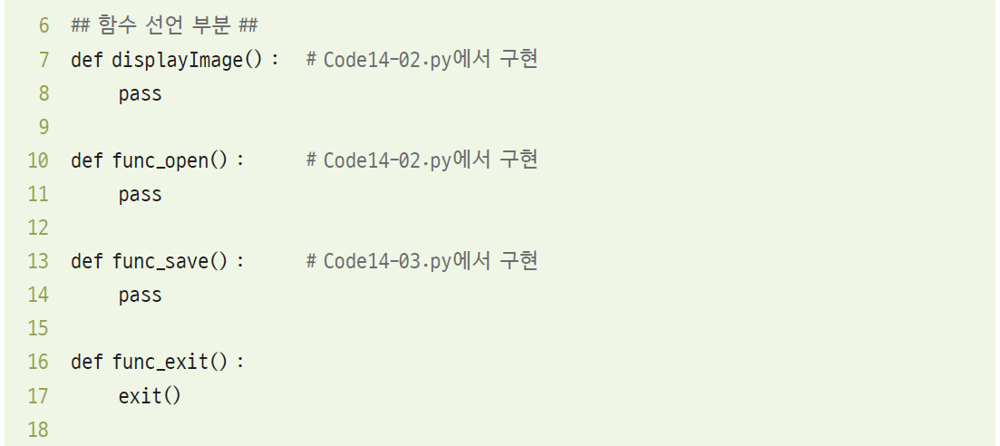 6 ## 함수 선언 부분 ##
7 def displayImage() : # Code14-02.py에서 구현
8 pass
9
10 def func_open() : # Code14-02.py에서 구현
11 pass
12
13 def func_save() : # Code14-03.py에서 구현
14 pass
15
16 def func_exit() :
17 exit()
18